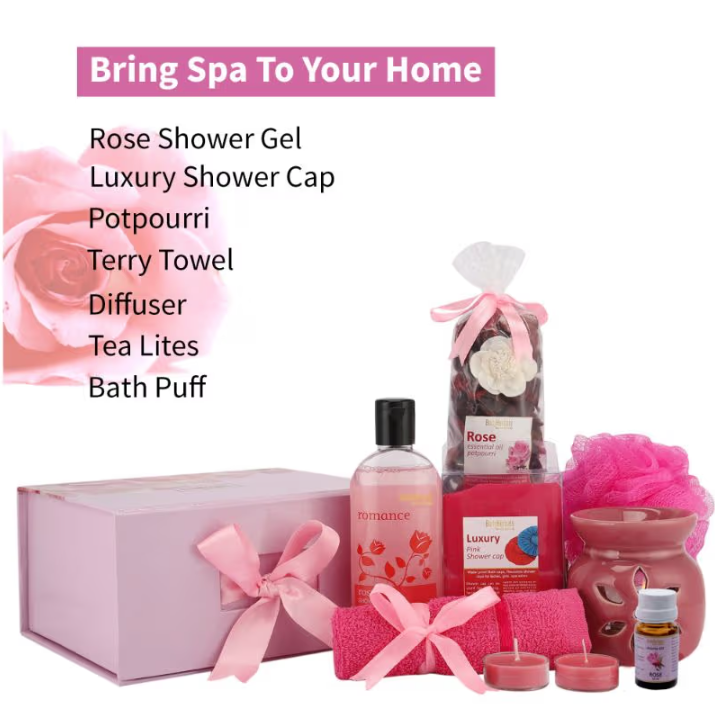 Bring Spa To Your Home
Rose Shower Gel
Luxury Shower Cap
Potpourri
Terry Towel
Diffuser
Tea Lites
Bath Puff
Rose
essential oil
potpourri
romance
Luxury
Pink
Shower cap
ROSE